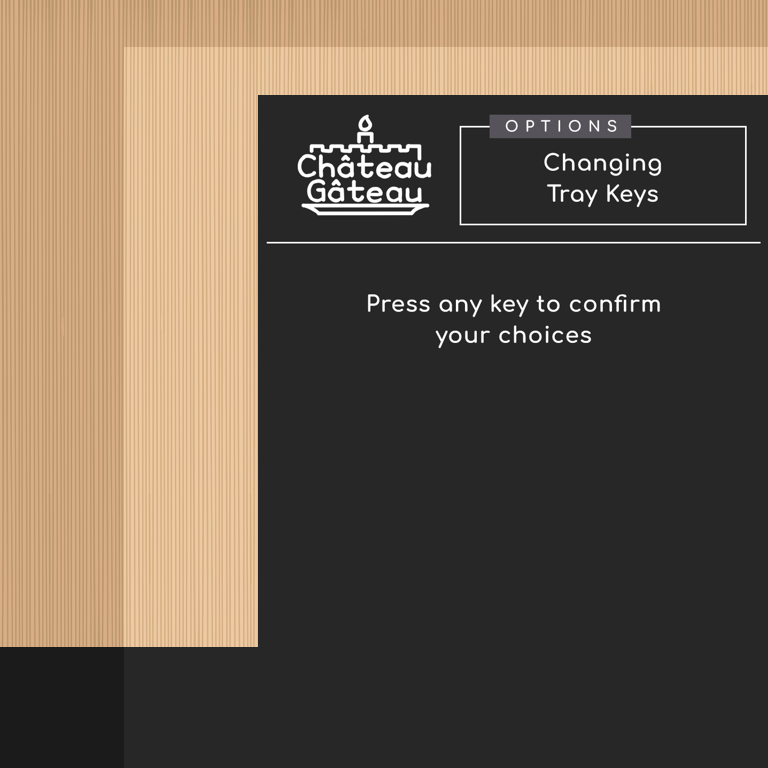 Château
Gâteau
OPTIONS
Changing
Tray Keys
Press any key to confirm
your choices